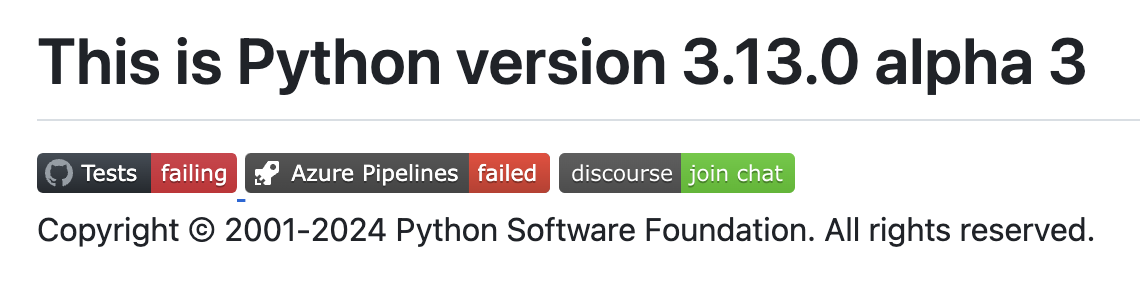 This is Python version 3.13.0 alpha 3
Tests failing Azure Pipelines failed discourse join chat
Copyright © 2001-2024 Python Software Foundation. All rights reserved.